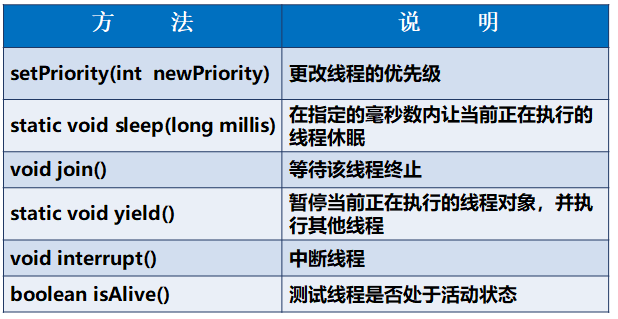 方 法 说 明
setPriority(int newPriority) 更改线程的优先级
static void sleep(long millis) 在指定的毫秒数内让当前正在执行的
线程休眠
void join() 等待该线程终止
static void yield() 暂停当前正在执行的线程对象，并执
行其他线程
void interrupt() 中断线程
boolean isAlive() 测试线程是否处于活动状态